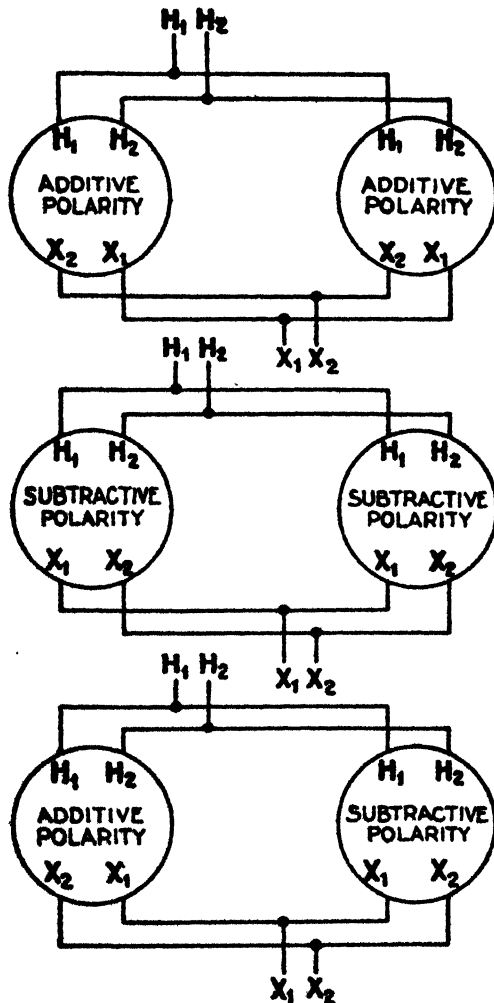 H₁ H₂
H₁ H₂ H₁ H₂
ADDITIVE POLARITY ADDITIVE POLARITY
X₂ X₁ X₂ X₁
X₁ X₂
H₁ H₂
H₁ H₂ H₁ H₂
SUBTRACTIVE POLARITY SUBTRACTIVE POLARITY
X₁ X₂ X₁ X₂
X₁ X₂
H₁ H₂
H₁ H₂ H₁ H₂
ADDITIVE POLARITY SUBTRACTIVE POLARITY
X₂ X₁ X₁ X₂
X₁ X₂